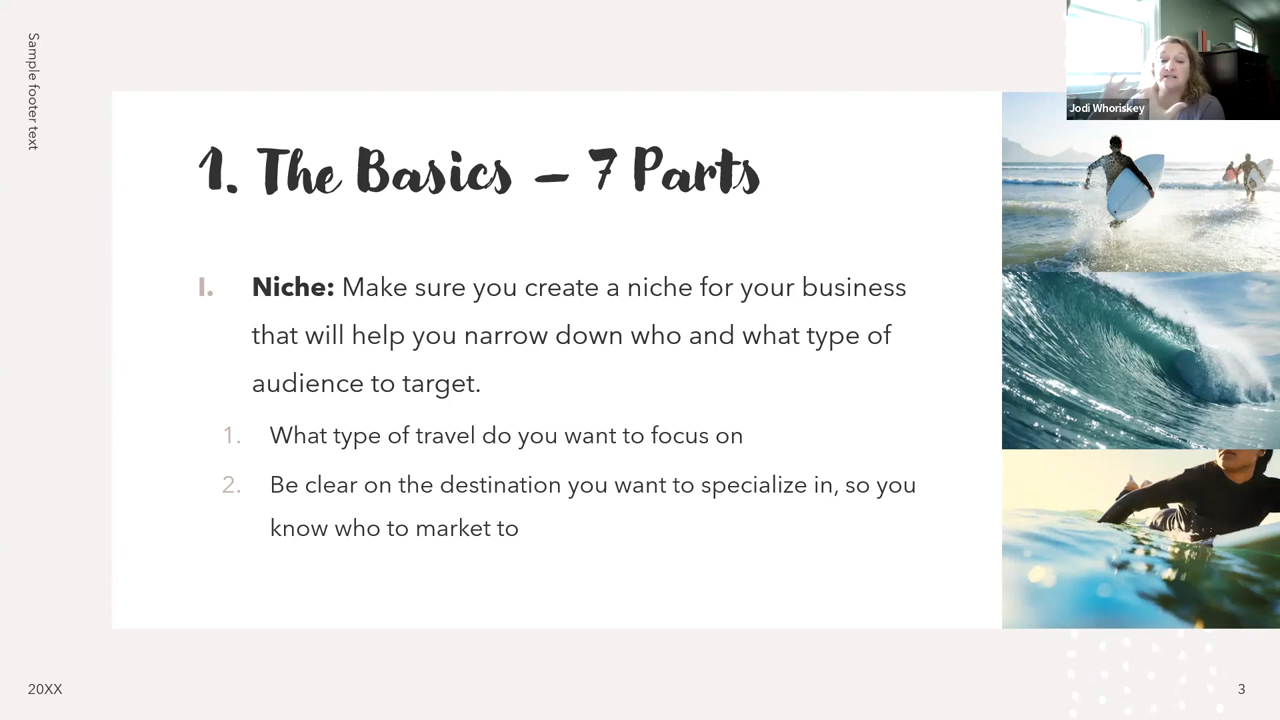 Sample footer text
Jodi Whoriskey
1. The Basics – 7 Parts
I. Niche: Make sure you create a niche for your business
that will help you narrow down who and what type of
audience to target.
1. What type of travel do you want to focus on
2. Be clear on the destination you want to specialize in, so you
know who to market to
20XX
3